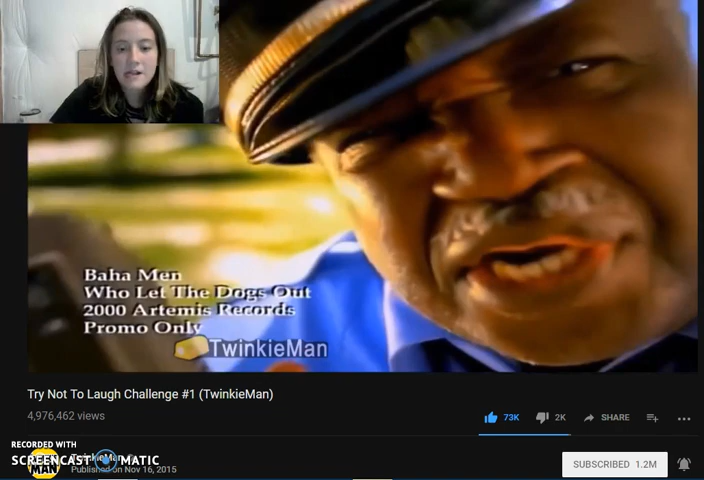 Baha Men
Who Let The Dogs Out
2000 Artemis Records
Promo Only
TwinkieMan
Try Not To Laugh Challenge #1 (TwinkieMan)
4,976,462 views
73K
2K
SHARE
RECORDED WITH
SCREENCAST MATIC
MAN
Published on Nov 16, 2015
SUBSCRIBED 1.2M